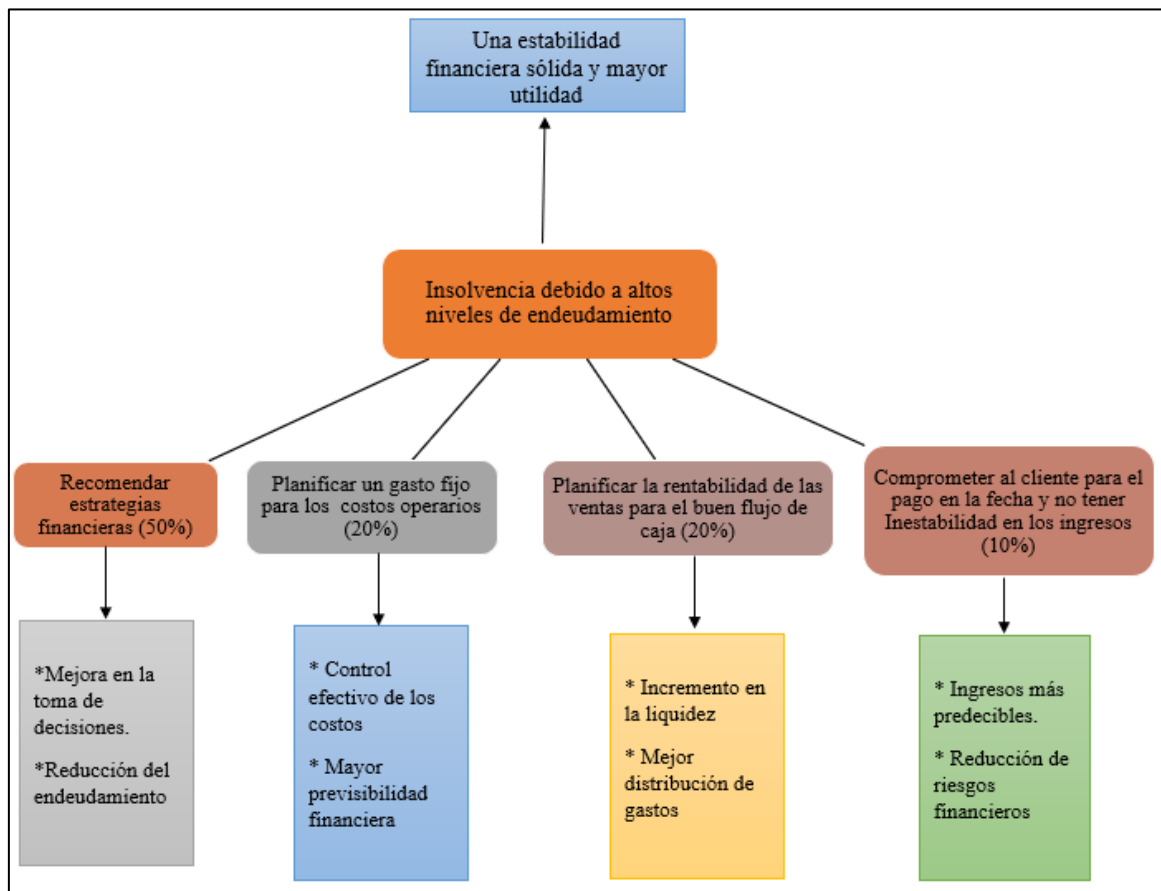 Una estabilidad
financiera sólida y mayor
utilidad
Insolvencia debido a altos
niveles de endeudamiento
Recomendar
estrategias
financieras (50%)
Planificar un gasto fijo
para los costos operarios
(20%)
Planificar la rentabilidad de las
ventas para el buen flujo de
caja (20%)
Comprometer al cliente para el
pago en la fecha y no tener
Inestabilidad en los ingresos
(10%)
*Mejora en la
toma de
decisiones.
*Reducción del
endeudamiento
* Control
efectivo de los
costos
* Mayor
previsibilidad
financiera
* Incremento en
la liquidez
* Mejor
distribución de
gastos
* Ingresos más
predecibles.
* Reducción de
riesgos
financieros